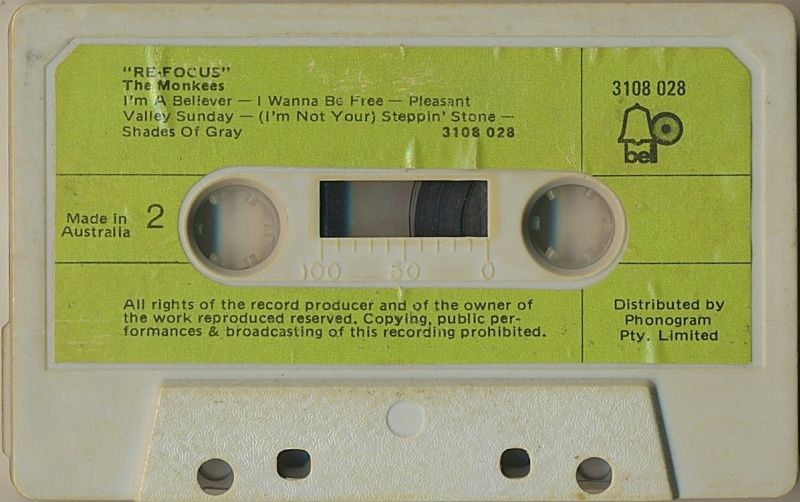 "RE-FOCUS"
The Monkees
I'm A Believer — I Wanna Be Free — Pleasant
Valley Sunday — (I'm Not Your) Steppin' Stone —
Shades Of Gray 3108 028
3108 028
bell
Made in
Australia
2
100 50 0
All rights of the record producer and of the owner of
the work reproduced reserved. Copying, public per-
formances & broadcasting of this recording prohibited.
Distributed by
Phonogram
Pty. Limited